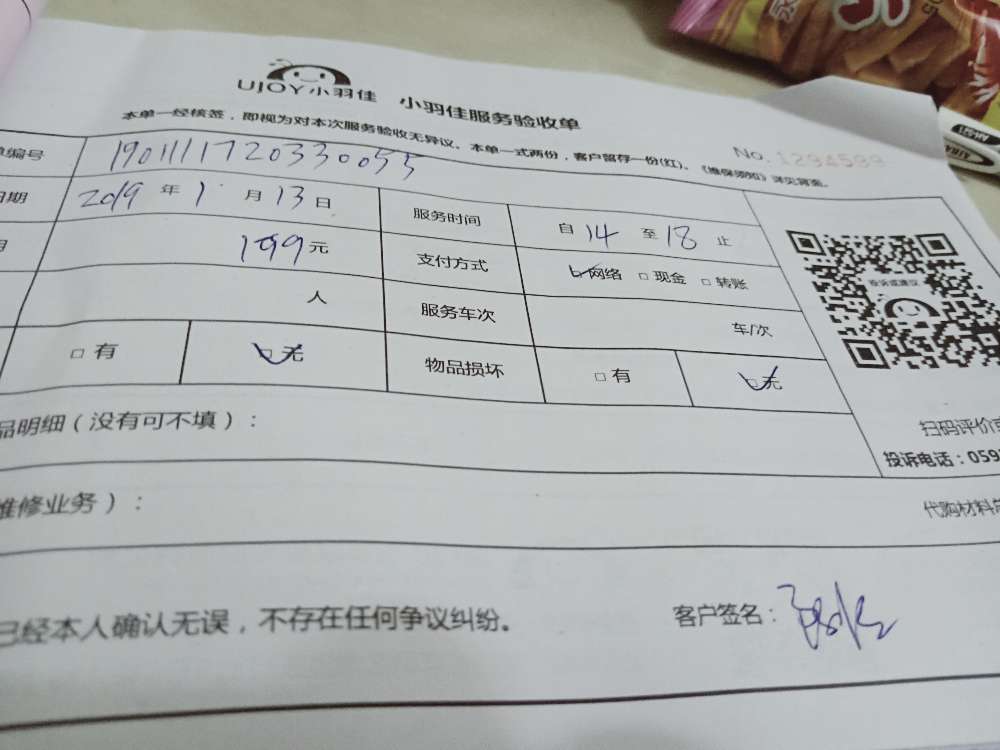 UJOY小羽佳 小羽佳服务验收单
本单一经核签，即视为对本次服务验收无异议。本单一式两份，客户留存一份(红)。《维保须知》详见背面。
No. 1294589
单编号 1901111720330055
日期 2019 年 1 月 13 日 服务时间 自 14 至 18 止
199 元 支付方式 网络 □ 现金 □ 转账
人 服务车次 车/次
□ 有 □ 无 物品损坏 □ 有 □ 无
投诉或建议
扫码评价
投诉电话：059
品明细（没有可不填）：
维修业务）： 代购材料
已经本人确认无误，不存在任何争议纠纷。 客户签名：